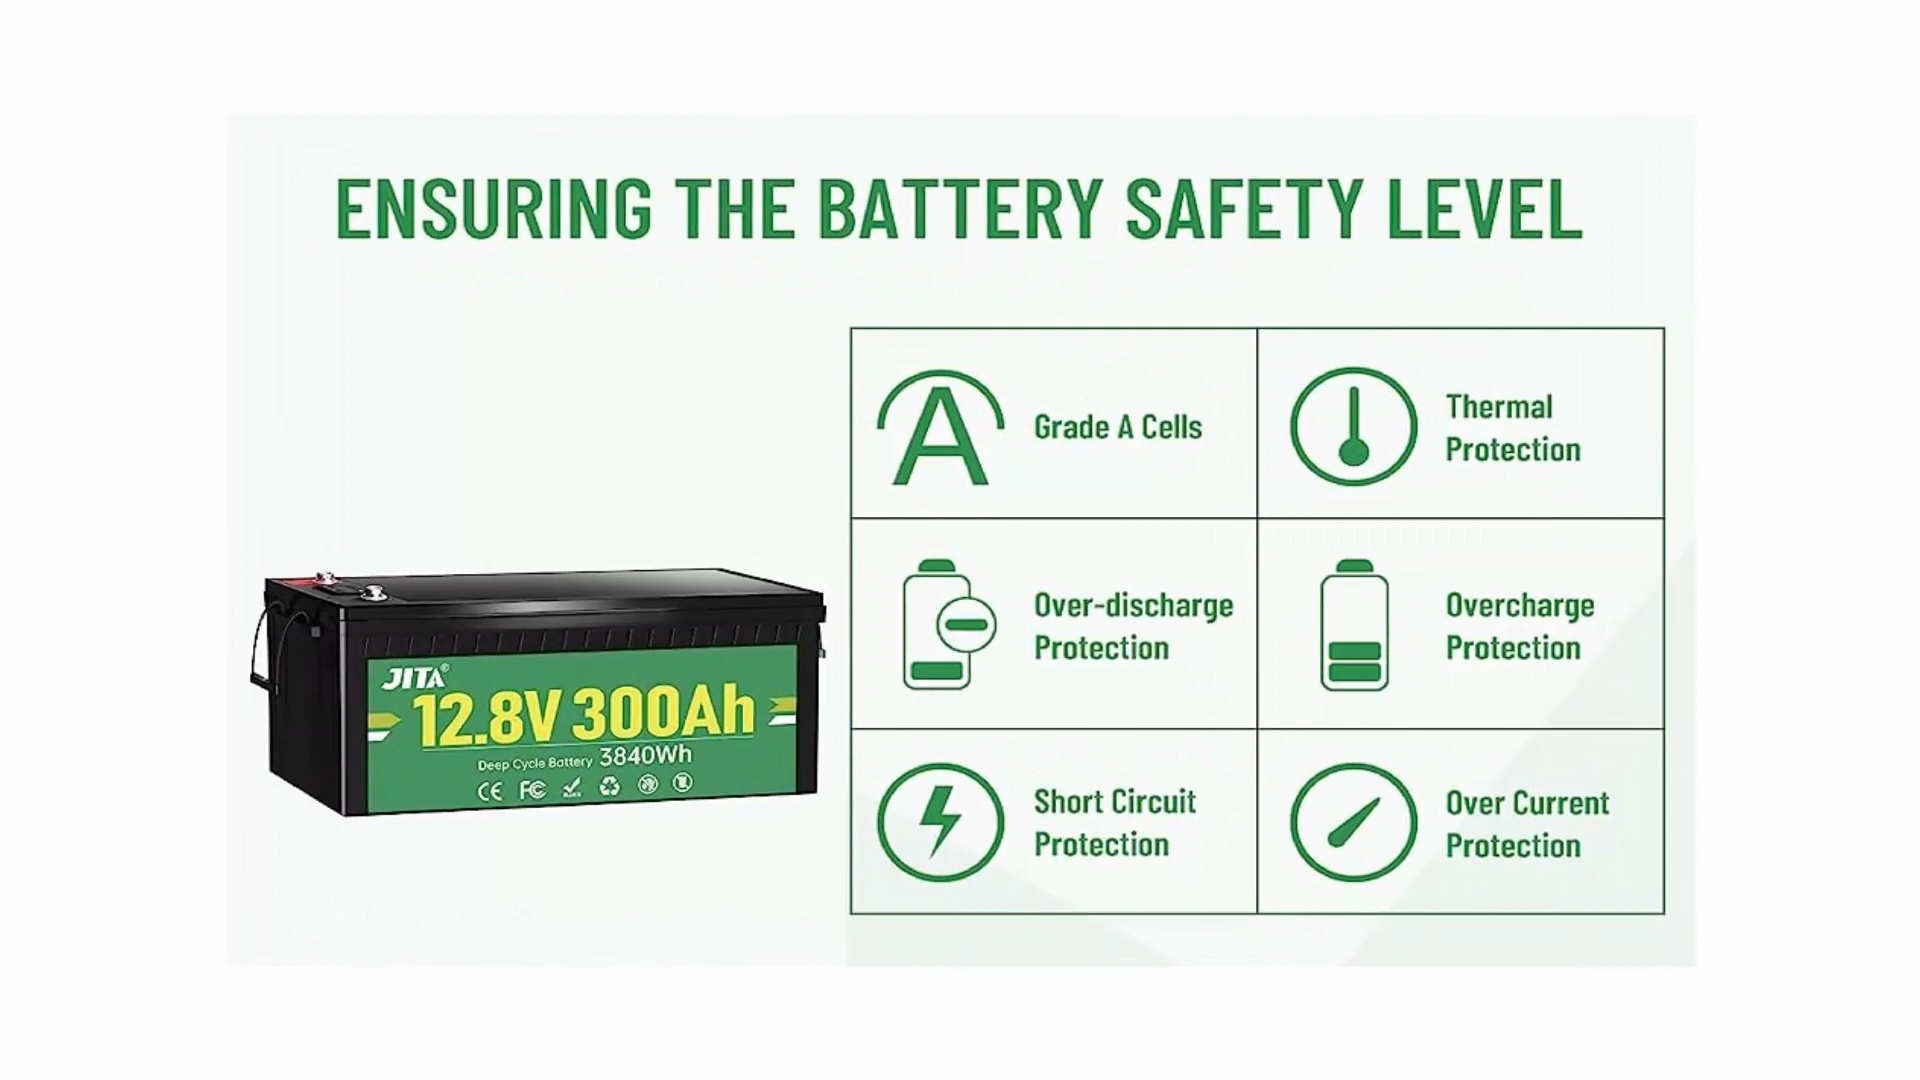 ENSURING THE BATTERY SAFETY LEVEL
A
Grade A Cells
Thermal
Protection
Over-discharge
Protection
Overcharge
Protection
Short Circuit
Protection
Over Current
Protection
JITA®
12.8V 300Ah
Deep Cycle Battery 3840Wh
CE FC